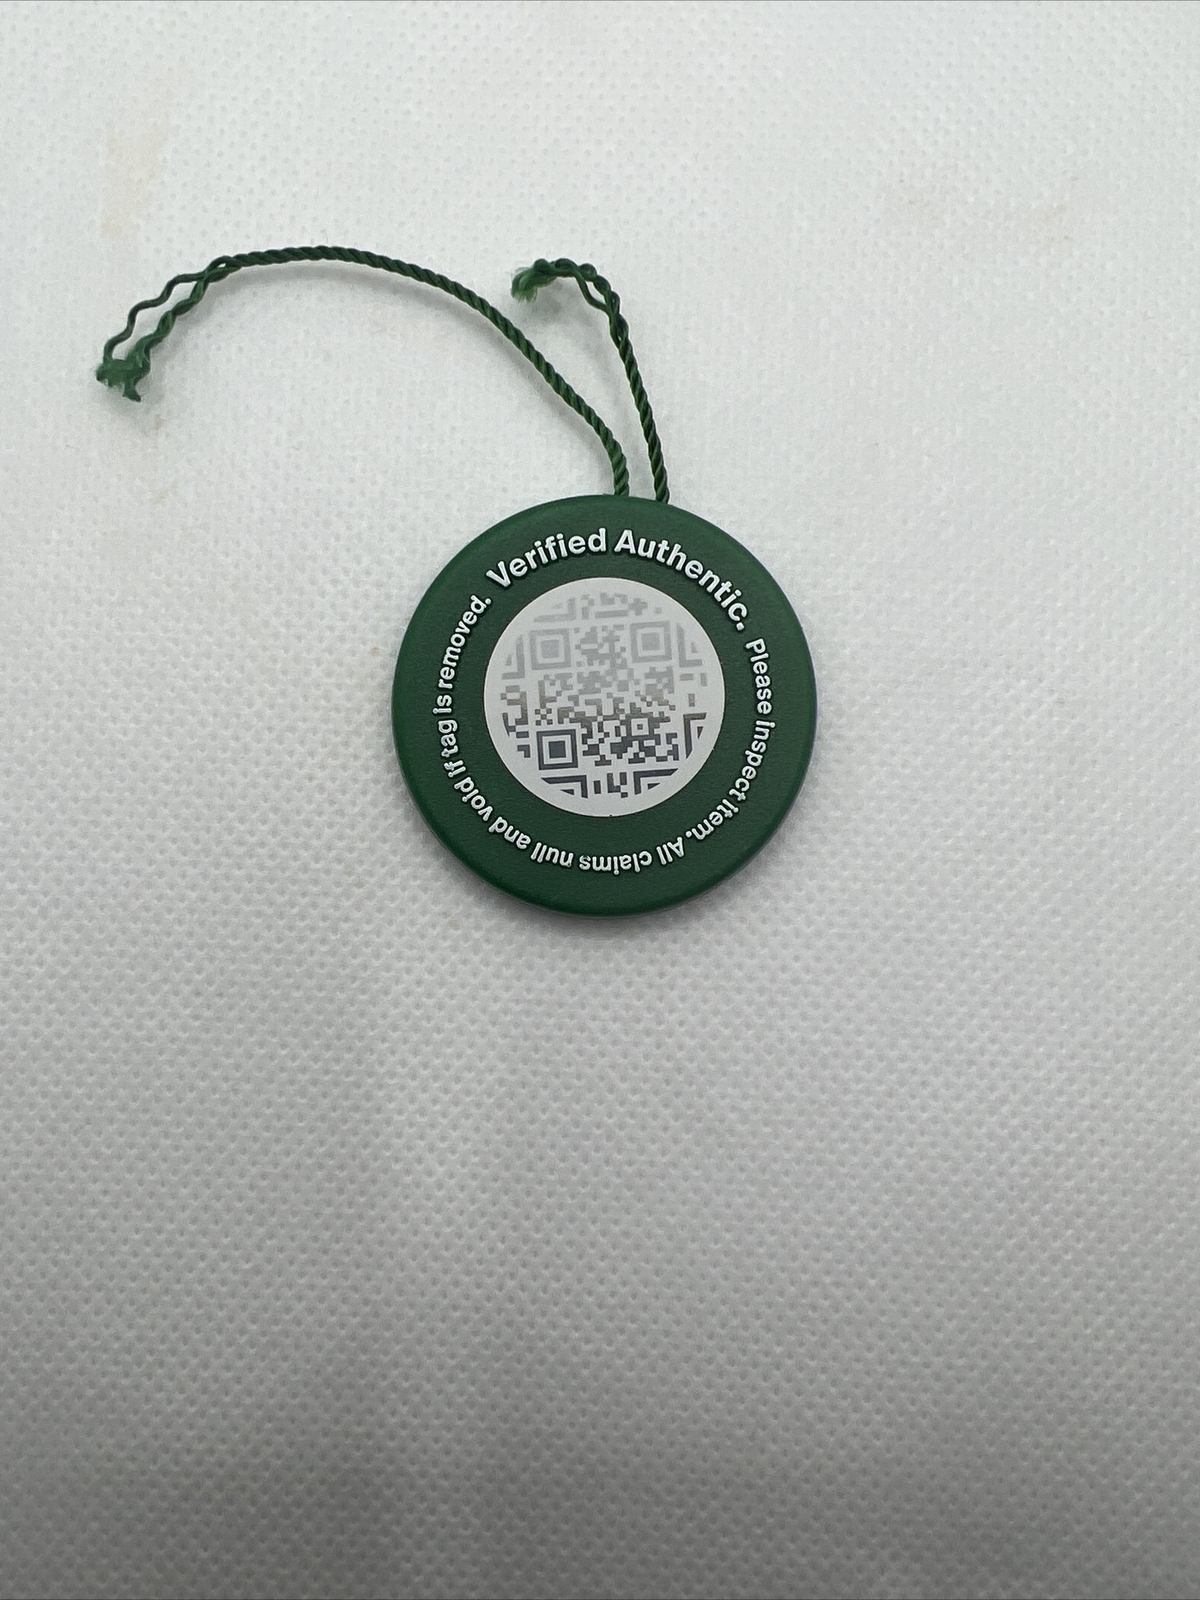 Verified Authentic.
Please inspect item. All claims null and void if tag is removed.